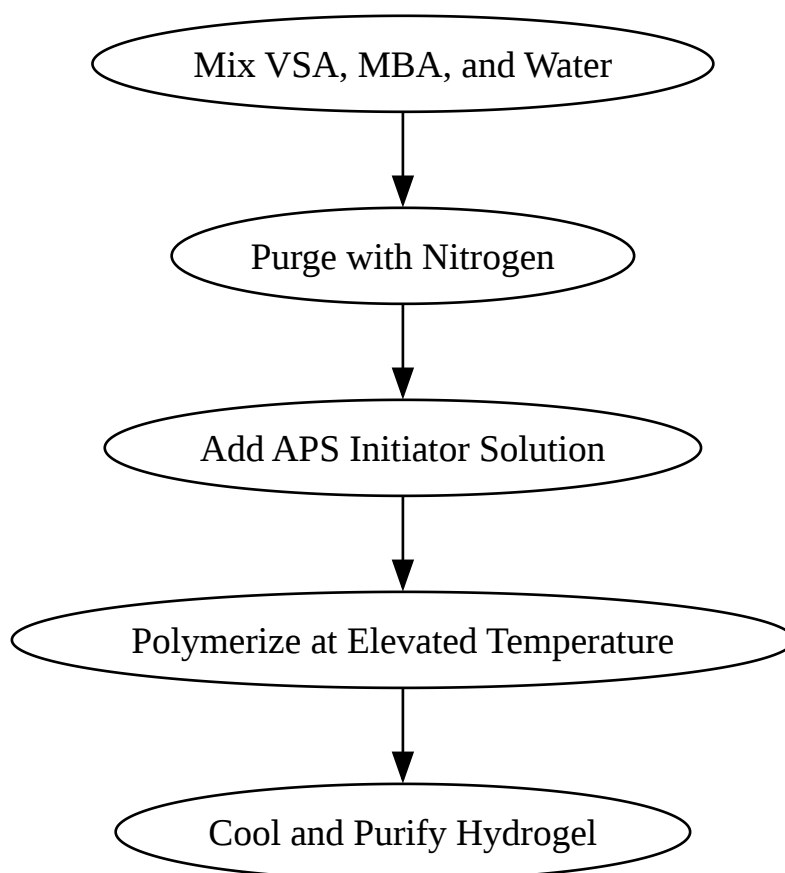 Mix VSA, MBA, and Water
Purge with Nitrogen
Add APS Initiator Solution
Polymerize at Elevated Temperature
Cool and Purify Hydrogel